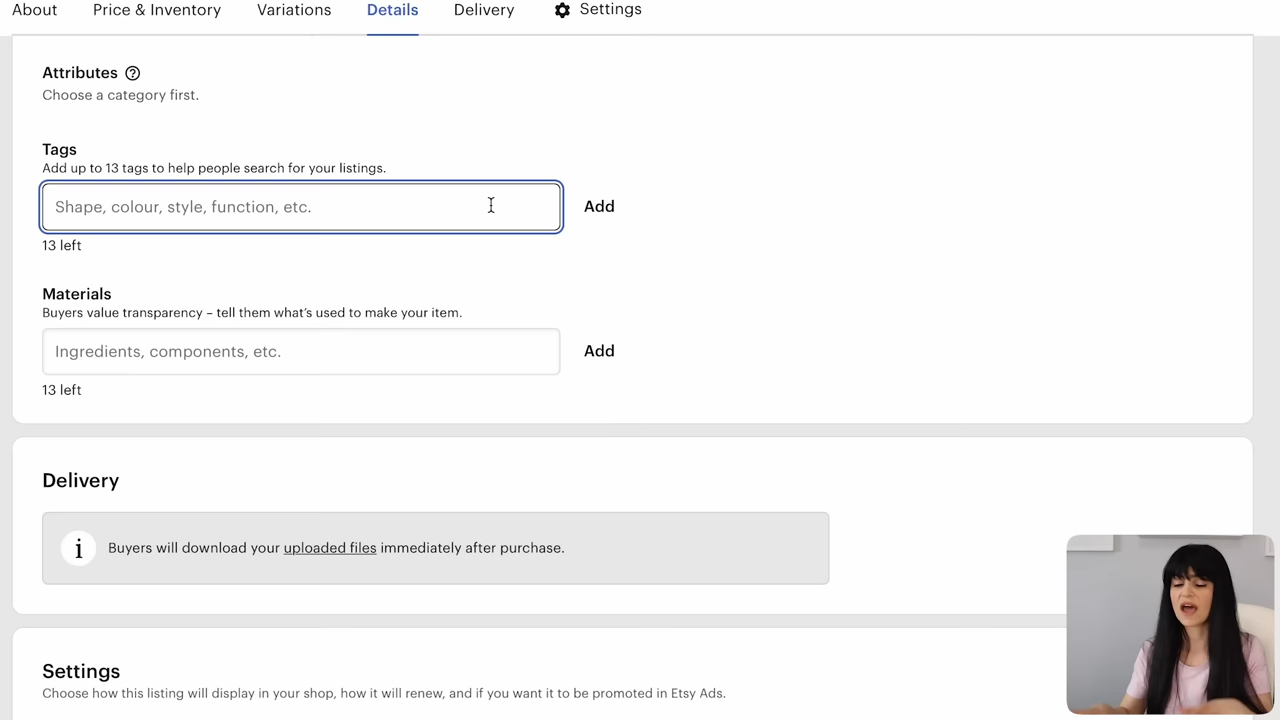 About Price & Inventory Variations Details Delivery Settings
Attributes ?
Choose a category first.
Tags
Add up to 13 tags to help people search for your listings.
Shape, colour, style, function, etc. Add
13 left
Materials
Buyers value transparency – tell them what's used to make your item.
Ingredients, components, etc. Add
13 left
Delivery
i Buyers will download your uploaded files immediately after purchase.
Settings
Choose how this listing will display in your shop, how it will renew, and if you want it to be promoted in Etsy Ads.